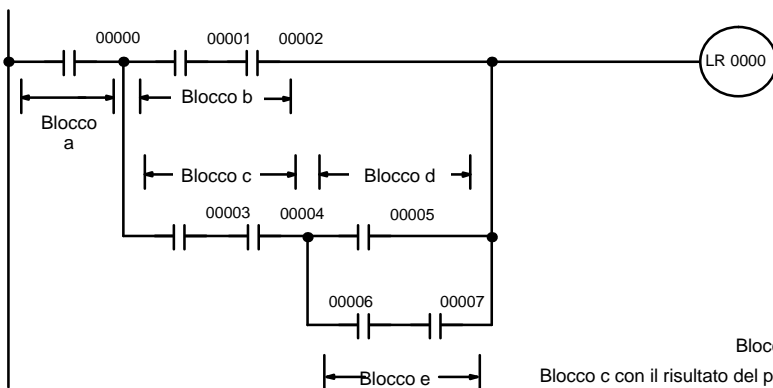 00000 00001 00002
LR 0000
Blocco a
Blocco b
Blocco c Blocco d
00003 00004 00005
00006 00007
Blocco e
Blocco c con il risultato del